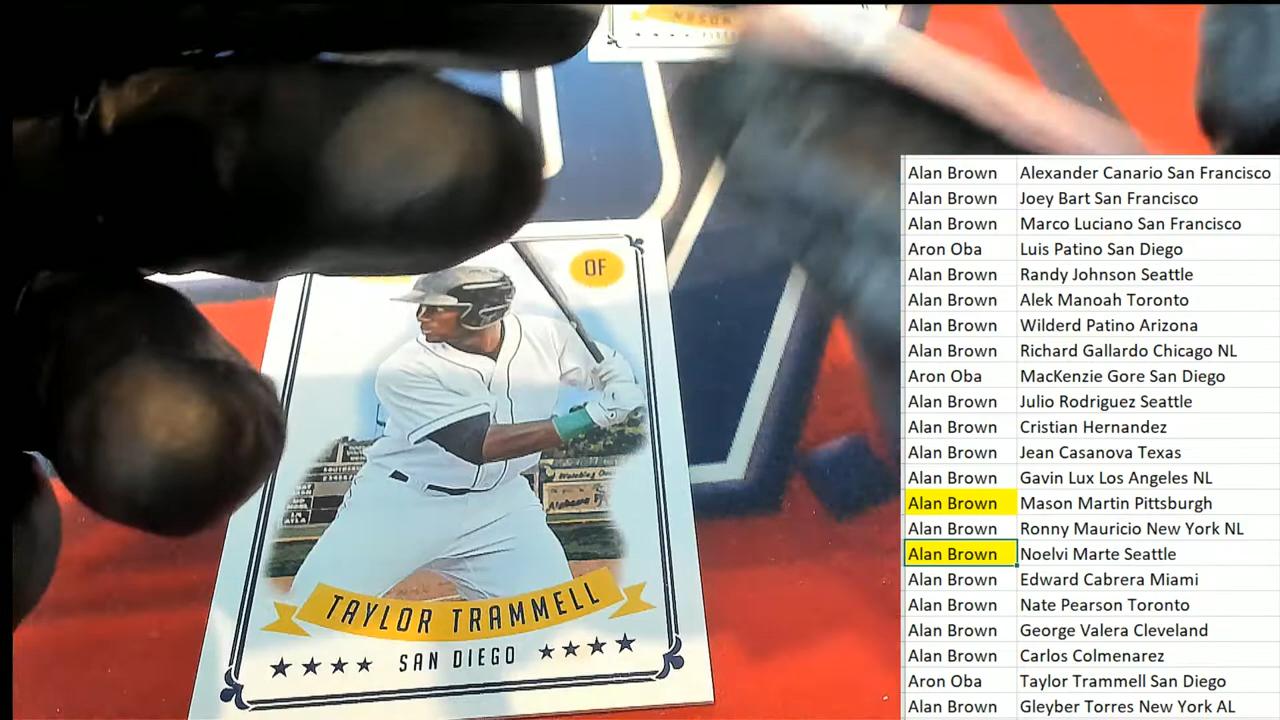 OF
TAYLOR TRAMMELL
SAN DIEGO
Alan Brown Alexander Canario San Francisco
Alan Brown Joey Bart San Francisco
Alan Brown Marco Luciano San Francisco
Aron Oba Luis Patino San Diego
Alan Brown Randy Johnson Seattle
Alan Brown Alek Manoah Toronto
Alan Brown Wilderd Patino Arizona
Alan Brown Richard Gallardo Chicago NL
Aron Oba MacKenzie Gore San Diego
Alan Brown Julio Rodriguez Seattle
Alan Brown Cristian Hernandez
Alan Brown Jean Casanova Texas
Alan Brown Gavin Lux Los Angeles NL
Alan Brown Mason Martin Pittsburgh
Alan Brown Ronny Mauricio New York NL
Alan Brown Noelvi Marte Seattle
Alan Brown Edward Cabrera Miami
Alan Brown Nate Pearson Toronto
Alan Brown George Valera Cleveland
Alan Brown Carlos Colmenarez
Aron Oba Taylor Trammell San Diego
Alan Brown Gleyber Torres New York AL